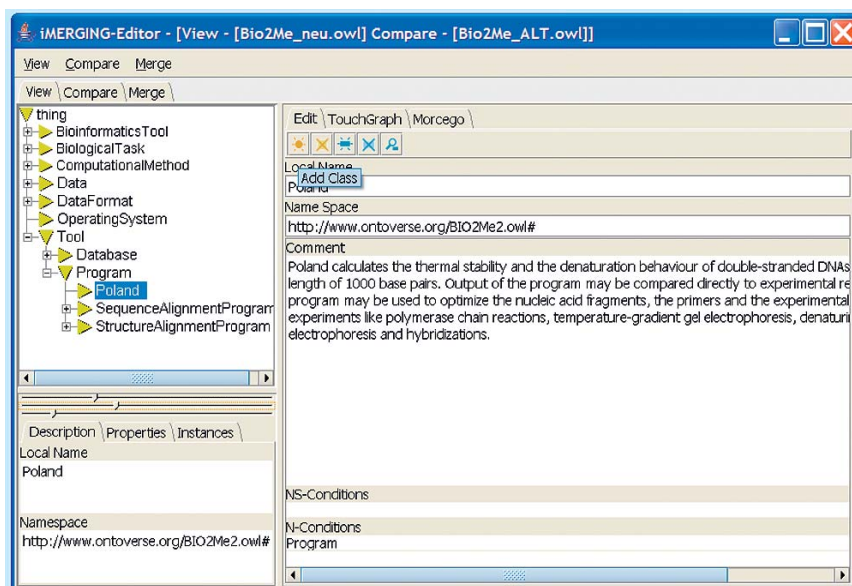 iMERGING-Editor - [View - [Bio2Me_neu.owl] Compare - [Bio2Me_ALT.owl]]
View Compare Merge
View Compare Merge
thing
BioinformaticsTool
BiologicalTask
ComputationalMethod
Data
DataFormat
OperatingSystem
Tool
Database
Program
Poland
SequenceAlignmentProgram
StructureAlignmentProgram
Description Properties Instances
Local Name
Poland
Namespace
http://www.ontoverse.org/BIO2Me2.owl#
Edit TouchGraph Morcego
Local Name
Add Class
Poland
Name Space
http://www.ontoverse.org/BIO2Me2.owl#
Comment
Poland calculates the thermal stability and the denaturation behaviour of double-stranded DNAs
length of 1000 base pairs. Output of the program may be compared directly to experimental re
program may be used to optimize the nucleic acid fragments, the primers and the experimental
experiments like polymerase chain reactions, temperature-gradient gel electrophoresis, denaturi
electrophoresis and hybridizations.
NS-Conditions
N-Conditions
Program